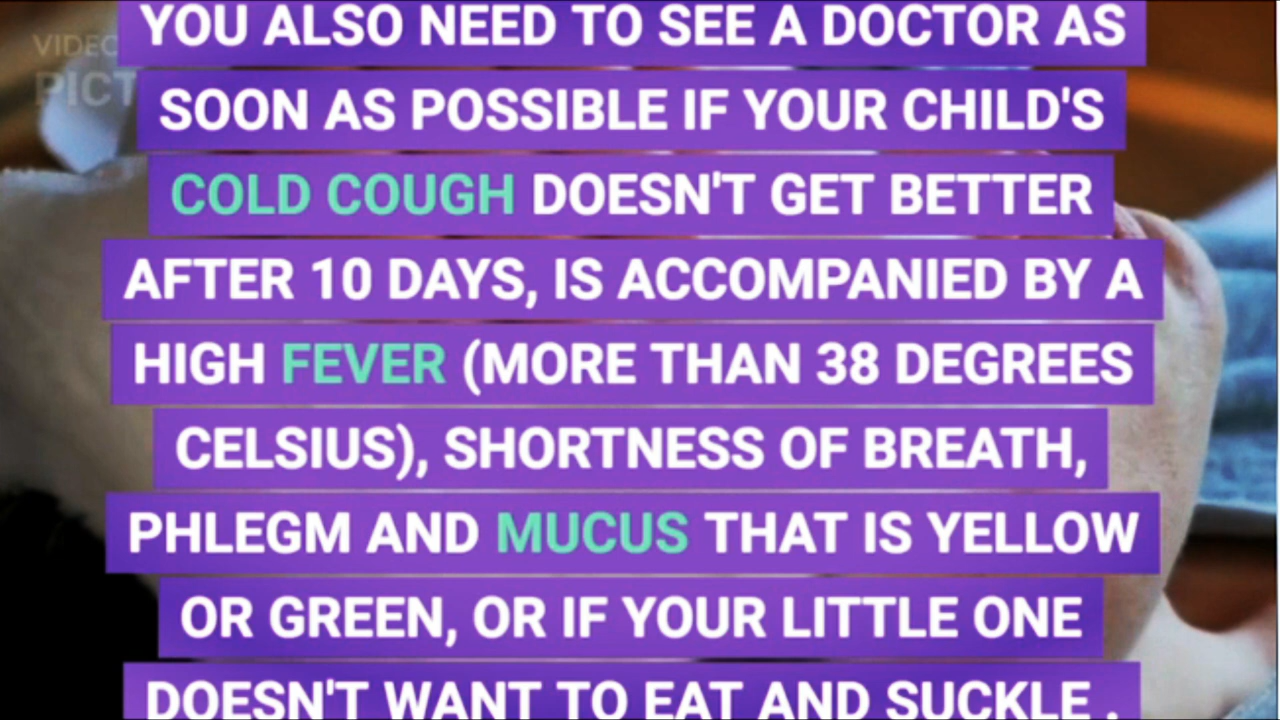 VIDEO
PICT
YOU ALSO NEED TO SEE A DOCTOR AS
SOON AS POSSIBLE IF YOUR CHILD'S
COLD COUGH DOESN'T GET BETTER
AFTER 10 DAYS, IS ACCOMPANIED BY A
HIGH FEVER (MORE THAN 38 DEGREES
CELSIUS), SHORTNESS OF BREATH,
PHLEGM AND MUCUS THAT IS YELLOW
OR GREEN, OR IF YOUR LITTLE ONE
DOESN'T WANT TO EAT AND SUCKLE .